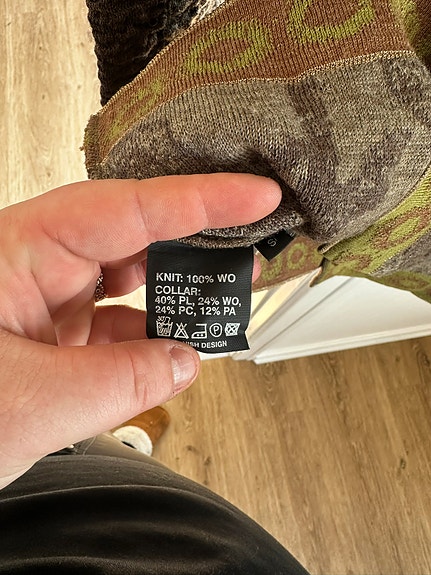 S
KNIT: 100% WO
COLLAR:
40% PL, 24% WO,
24% PC, 12% PA
DESIGN